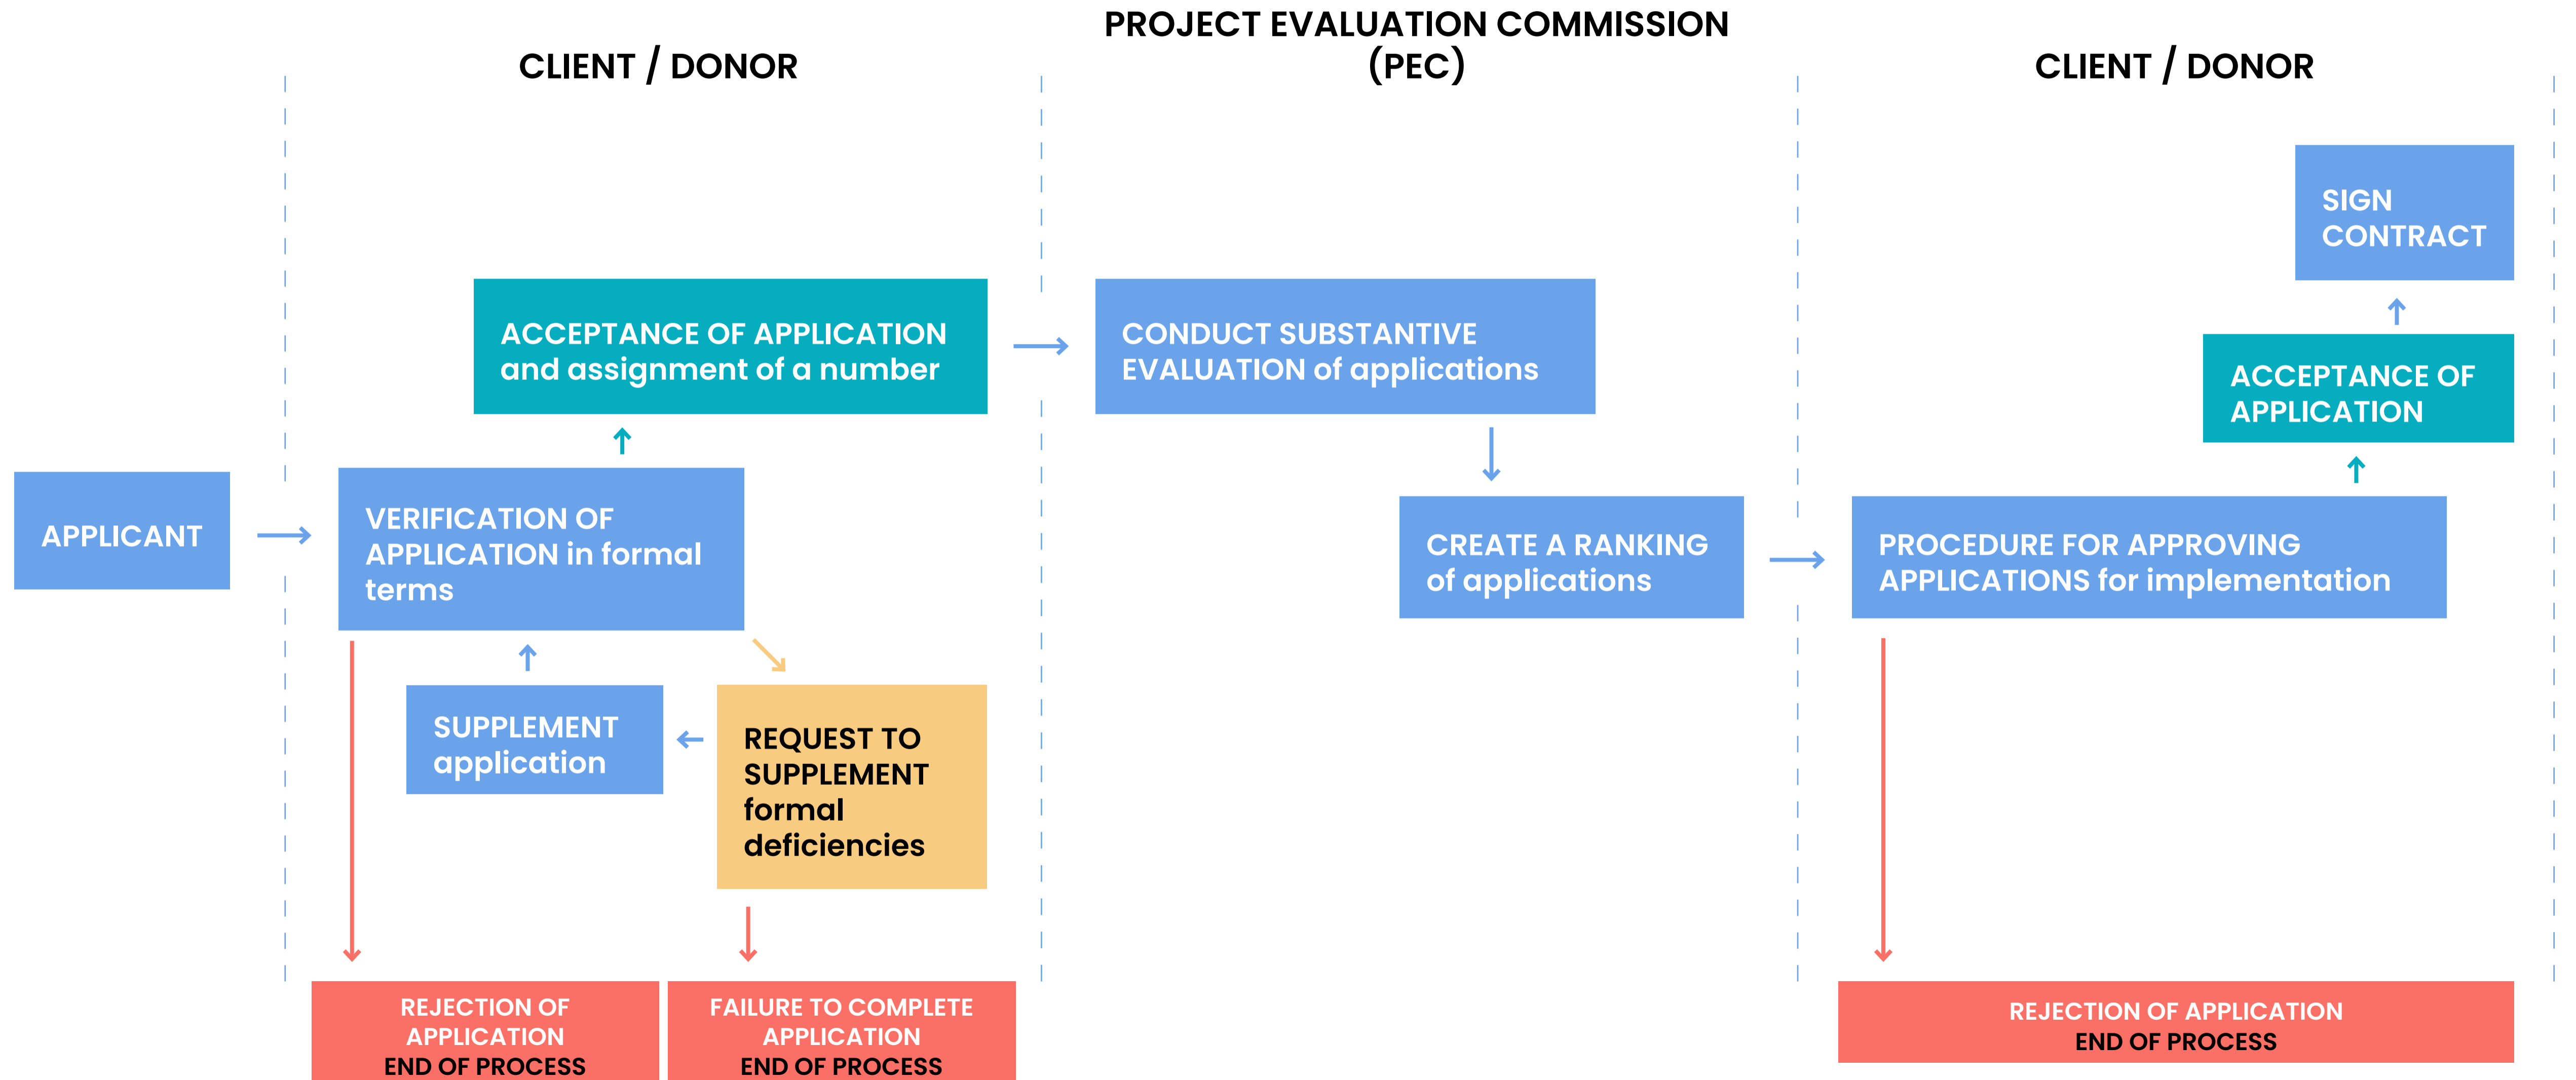 CLIENT / DONOR
PROJECT EVALUATION COMMISSION
(PEC)
CLIENT / DONOR
APPLICANT
VERIFICATION OF
APPLICATION in formal
terms
ACCEPTANCE OF APPLICATION
and assignment of a number
SUPPLEMENT
application
REQUEST TO
SUPPLEMENT
formal
deficiencies
REJECTION OF
APPLICATION
END OF PROCESS
FAILURE TO COMPLETE
APPLICATION
END OF PROCESS
CONDUCT SUBSTANTIVE
EVALUATION of applications
CREATE A RANKING
of applications
PROCEDURE FOR APPROVING
APPLICATIONS for implementation
ACCEPTANCE OF
APPLICATION
SIGN
CONTRACT
REJECTION OF APPLICATION
END OF PROCESS